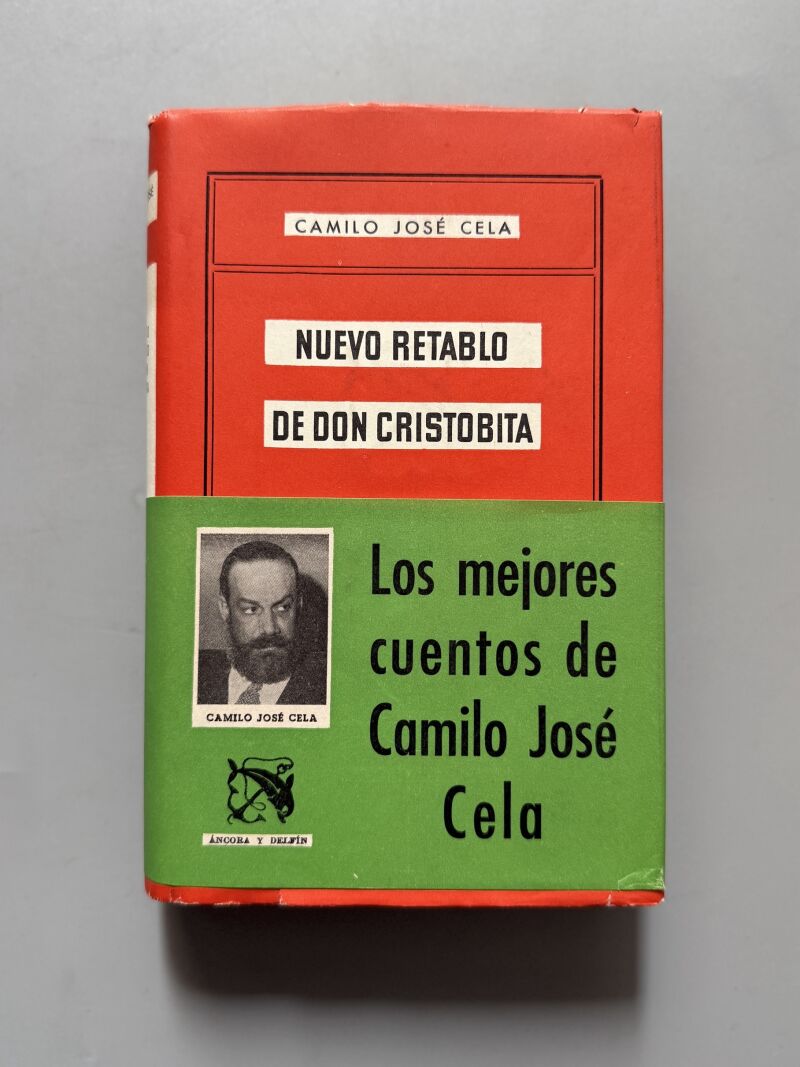 CAMILO JOSÉ CELA
NUEVO RETABLO
DE DON CRISTOBITA
Los mejores
cuentos de
Camilo José
Cela
CAMILO JOSÉ CELA
ÁNCORA Y DELFÍN